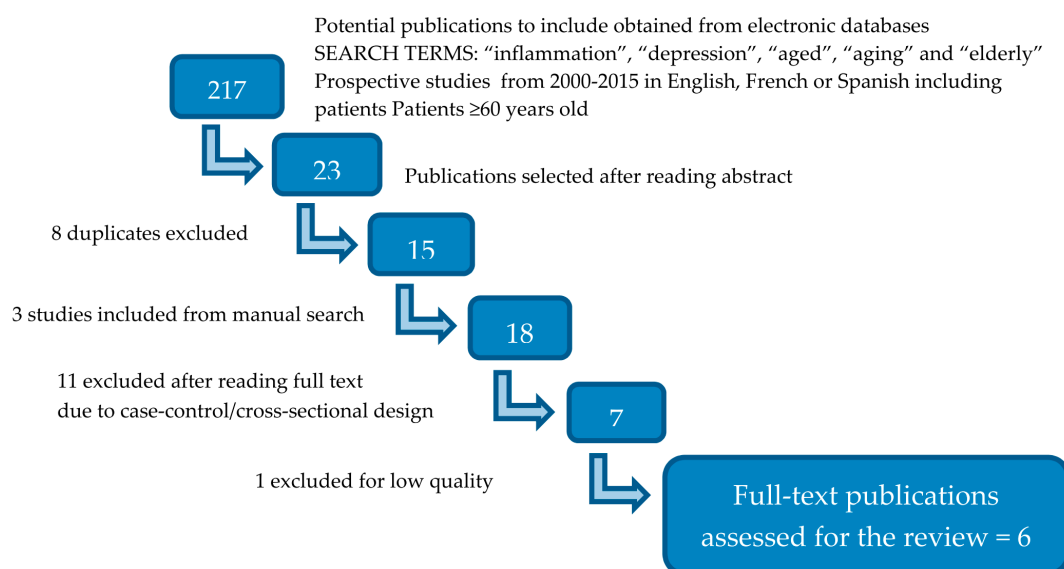 Potential publications to include obtained from electronic databases
SEARCH TERMS: “inflammation”, “depression”, “aged”, “aging” and “elderly”
Prospective studies from 2000-2015 in English, French or Spanish including
patients Patients ≥60 years old
217
23
Publications selected after reading abstract
8 duplicates excluded
15
3 studies included from manual search
18
11 excluded after reading full text
due to case-control/cross-sectional design
7
1 excluded for low quality
Full-text publications
assessed for the review = 6